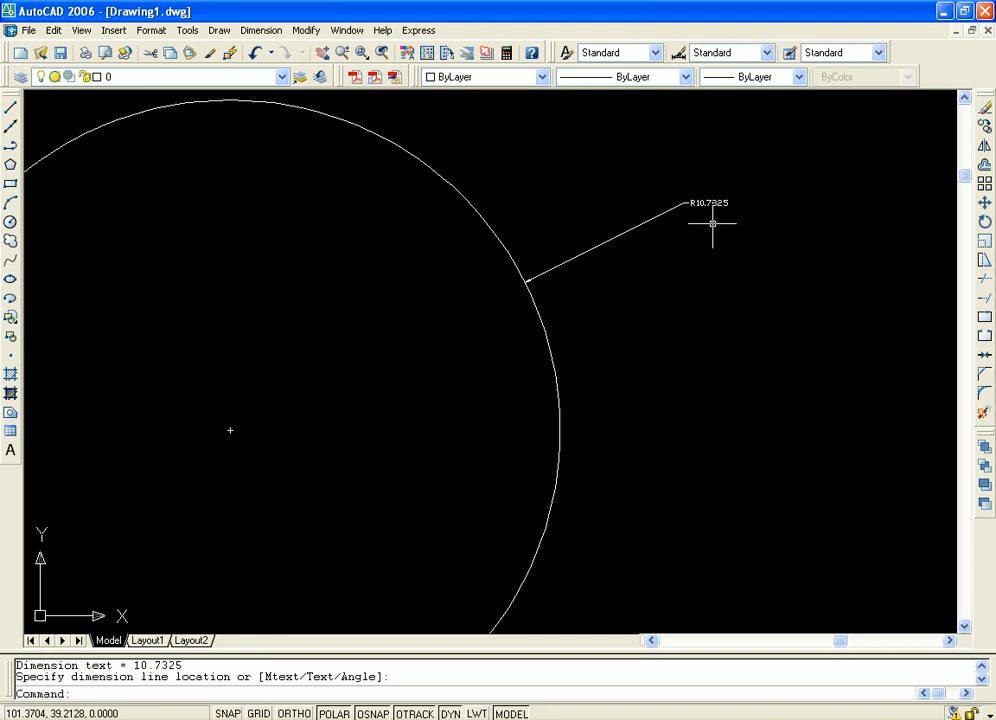 AutoCAD 2006 - [Drawing1.dwg]
File Edit View Insert Format Tools Draw Dimension Modify Window Help Express
Standard Standard Standard
0 ByLayer ByLayer ByLayer ByColor
R10.7325
Y
X
A
Model Layout1 Layout2
Dimension text = 10.7325
Specify dimension line location or [Mtext/Text/Angle]:
Command:
101.3704, 39.2128, 0.0000 SNAP GRID ORTHO POLAR OSNAP OTRACK DYN LWT MODEL